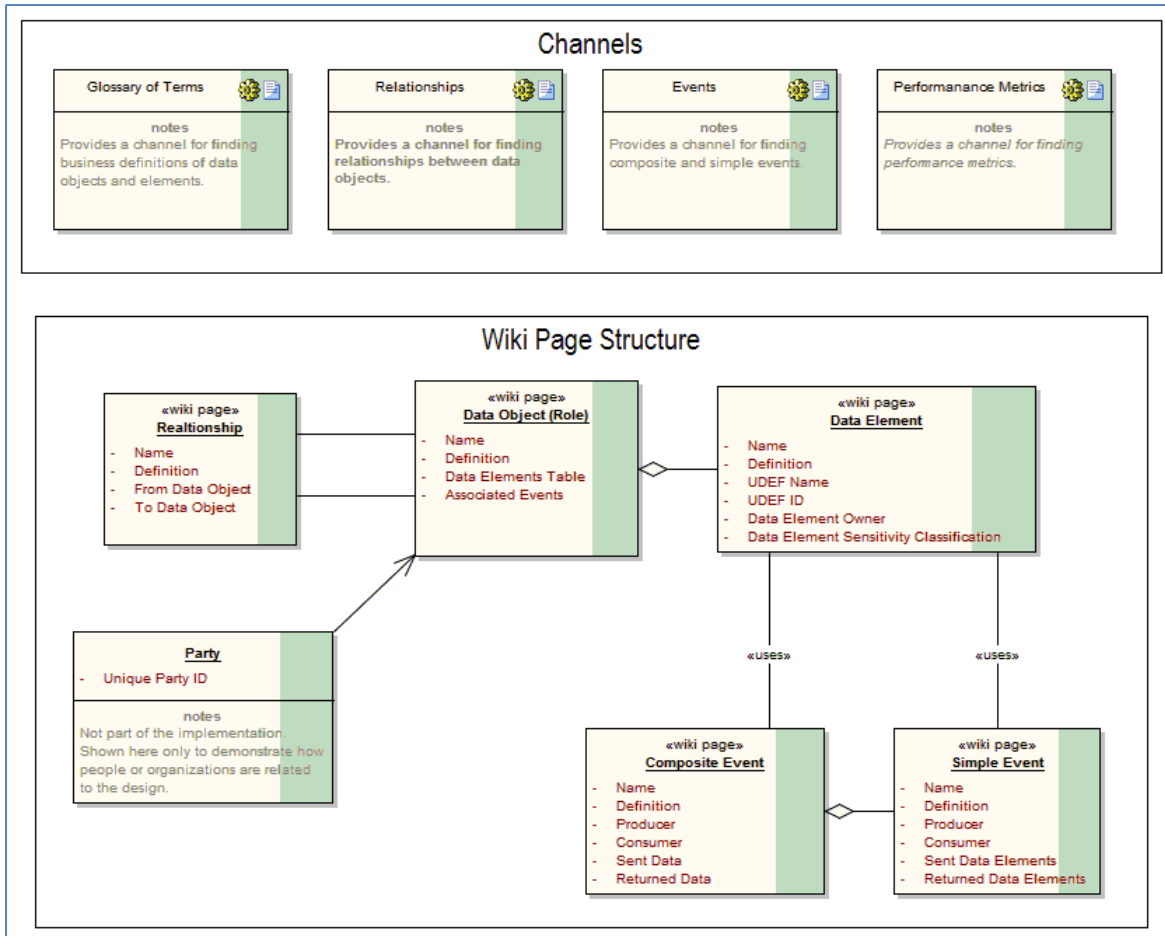 Channels
Glossary of Terms
notes
Provides a channel for finding
business definitions of data
objects and elements.
Relationships
notes
Provides a channel for finding
relationships between data
objects.
Events
notes
Provides a channel for finding
composite and simple events.
Performanance Metrics
notes
Provides a channel for finding
performance metrics.
Wiki Page Structure
«wiki page»
Realtionship
- Name
- Definition
- From Data Object
- To Data Object
«wiki page»
Data Object (Role)
- Name
- Definition
- Data Elements Table
- Associated Events
«wiki page»
Data Element
- Name
- Definition
- UDEF Name
- UDEF ID
- Data Element Owner
- Data Element Sensitivity Classification
Party
- Unique Party ID
notes
Not part of the implementation.
Shown here only to demonstrate how
people or organizations are related
to the design.
«uses»
«uses»
«wiki page»
Composite Event
- Name
- Definition
- Producer
- Consumer
- Sent Data
- Returned Data
«wiki page»
Simple Event
- Name
- Definition
- Producer
- Consumer
- Sent Data Elements
- Returned Data Elements